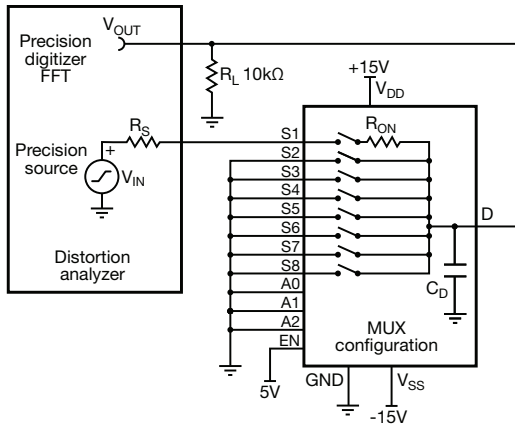 Precision
digitizer
FFT
VOUT
RL 10kΩ
+15V
VDD
RS
S1
RON
Precision
source
+
VIN
S2
S3
S4
S5
S6
S7
S8
D
CD
A0
A1
A2
EN
Distortion
analyzer
MUX
configuration
5V
GND
VSS
-15V